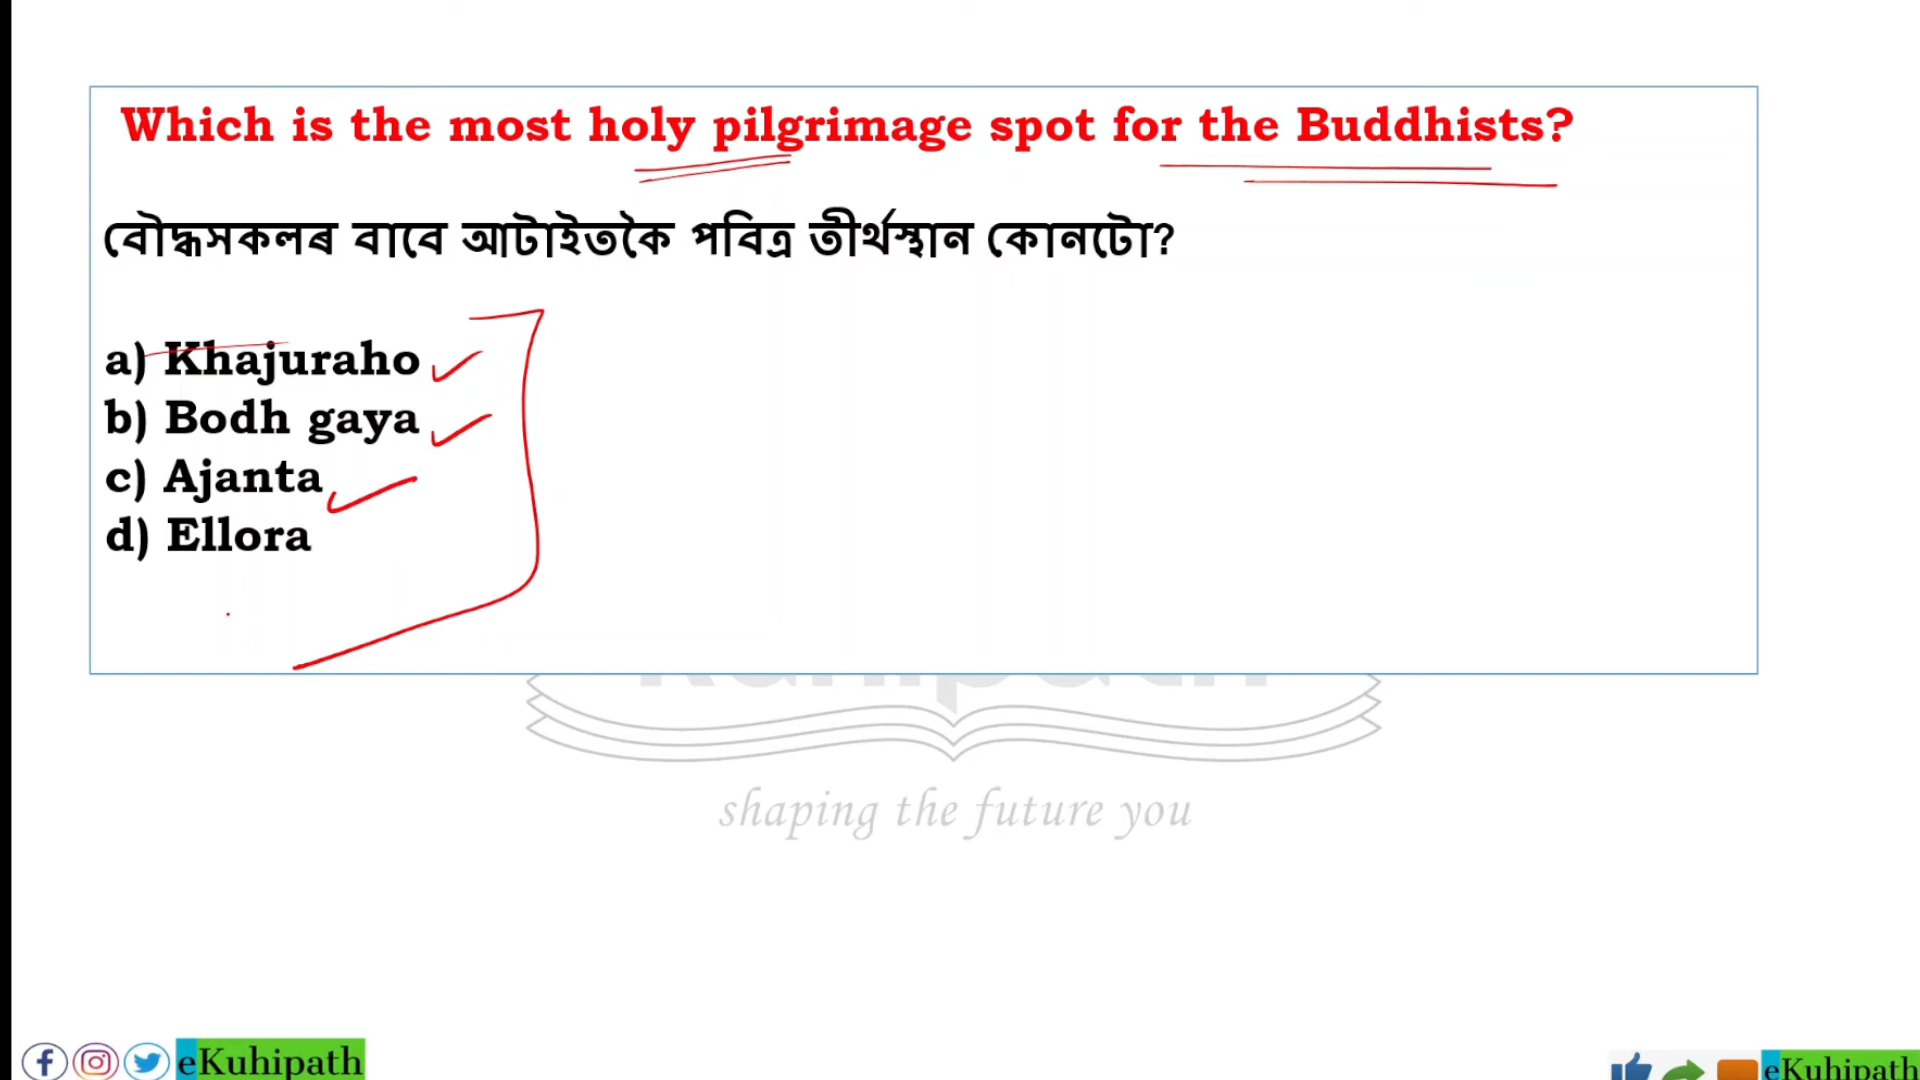 Which is the most holy pilgrimage spot for the Buddhists?
বৌদ্ধসকলৰ বাবে আটাইতকৈ পবিত্ৰ তীৰ্থস্থান কোনটো?
a) Khajuraho
b) Bodh gaya
c) Ajanta
d) Ellora
shaping the future you
eKuhipath
eKuhipath